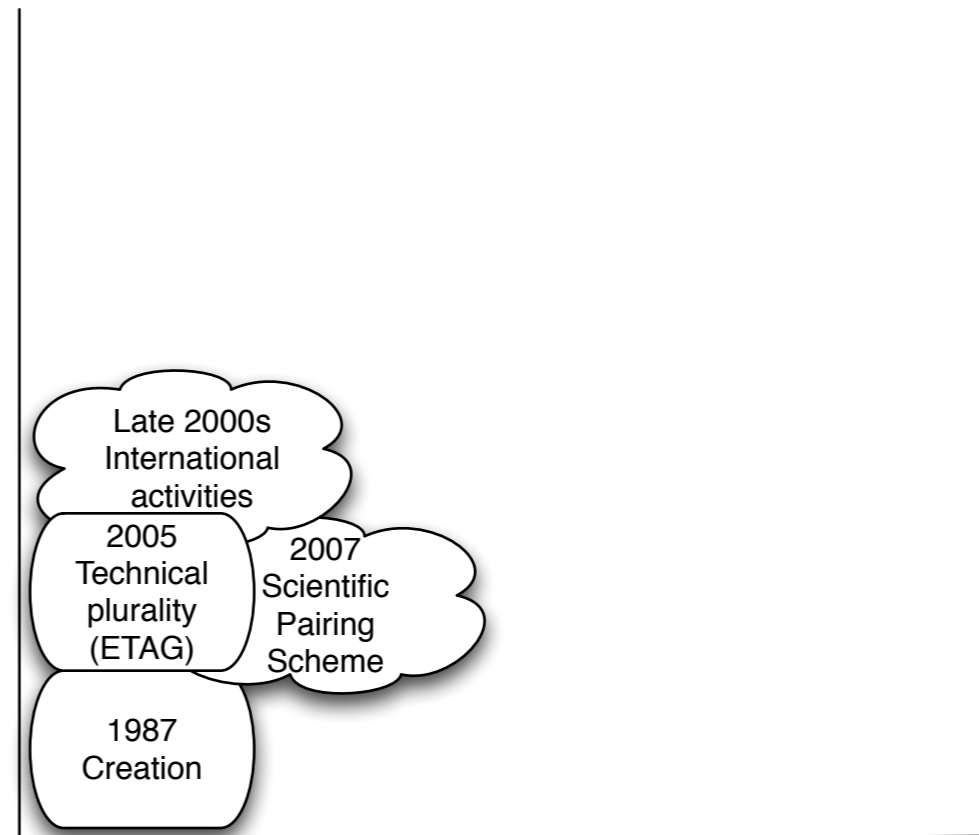 Late 2000s
International
activities
2005
Technical
plurality
(ETAG)
2007
Scientific
Pairing
Scheme
1987
Creation